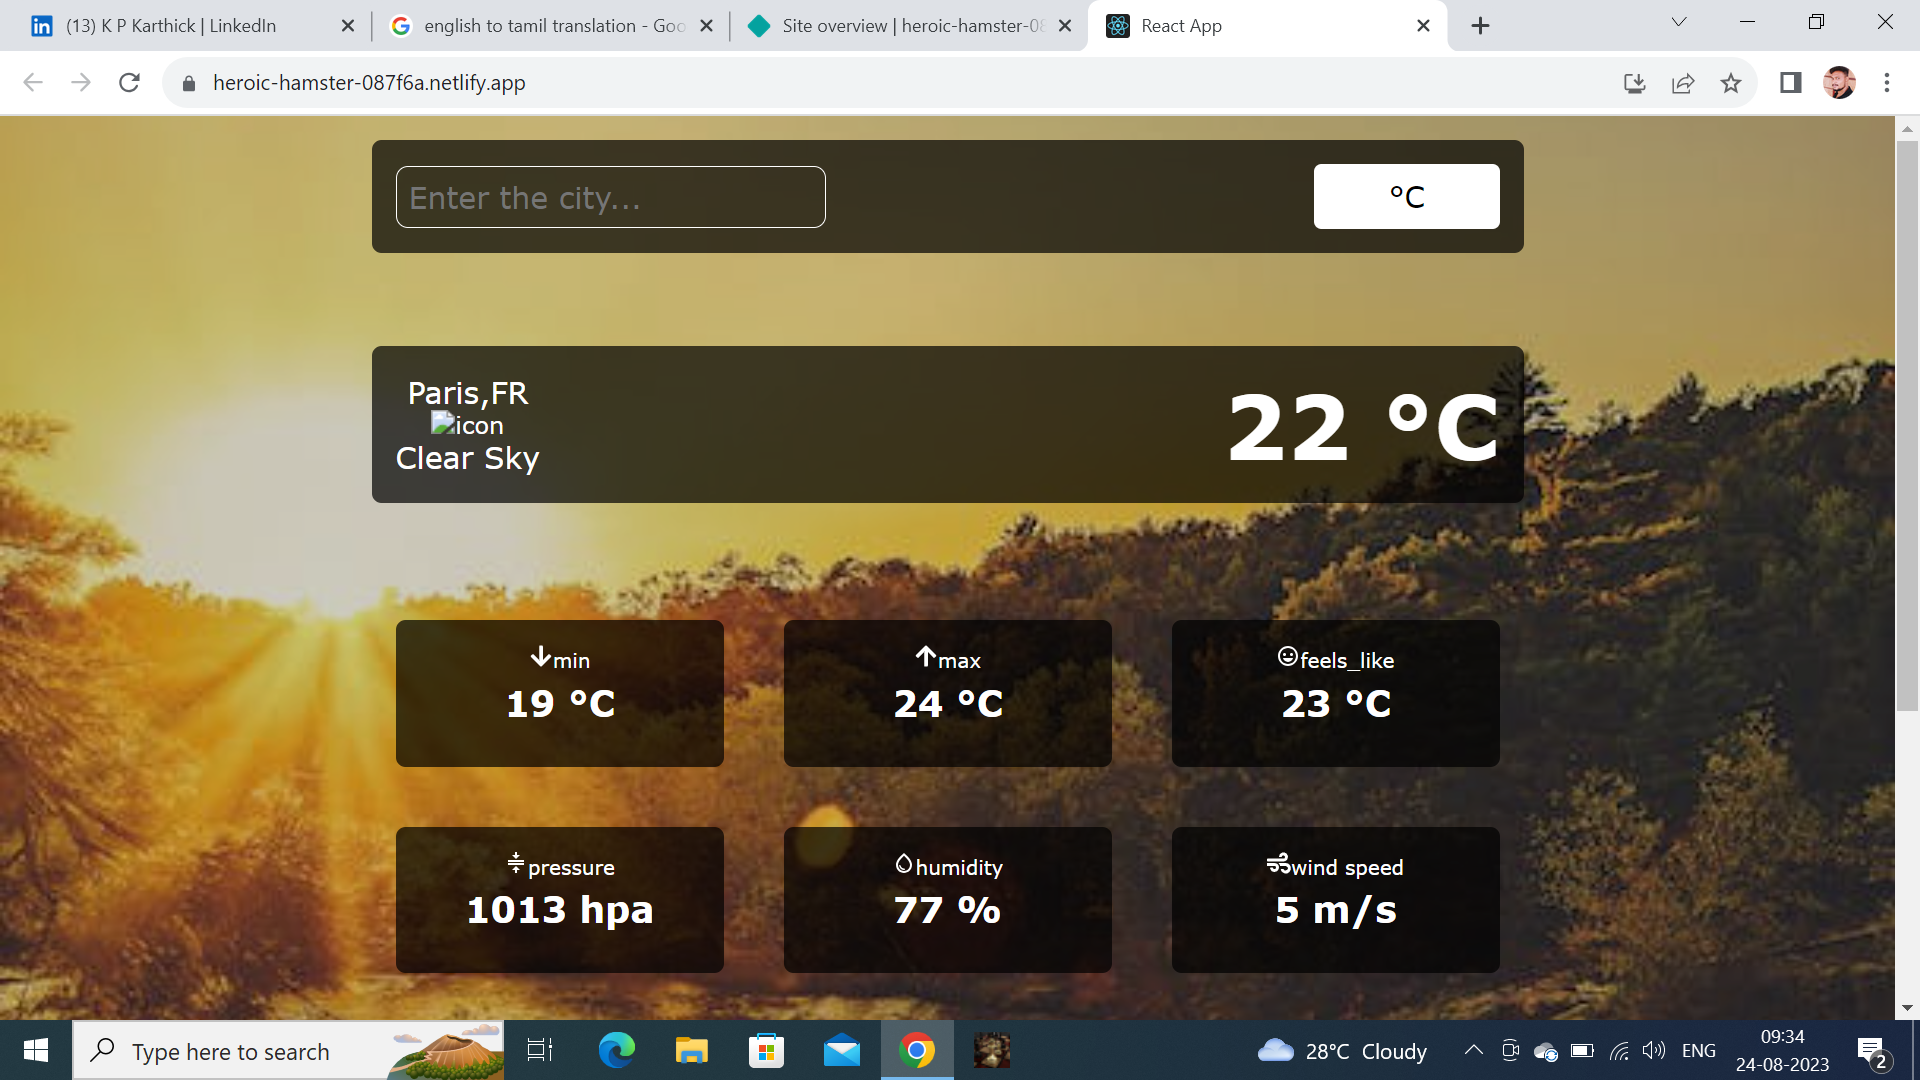 (13) K P Karthick | LinkedIn
english to tamil translation - Goo
Site overview | heroic-hamster-08
React App
heroic-hamster-087f6a.netlify.app
Enter the city...
°C
Paris,FR
icon
Clear Sky
22 °C
min
19 °C
max
24 °C
feels_like
23 °C
pressure
1013 hpa
humidity
77 %
wind speed
5 m/s
Type here to search
28°C Cloudy
ENG
09:34
24-08-2023
2